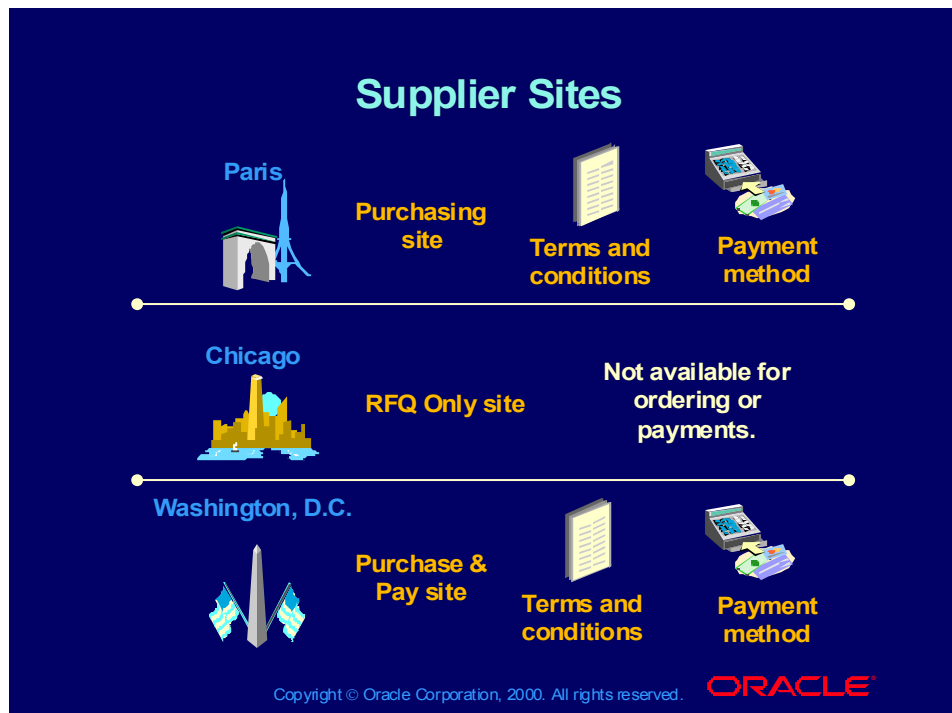 Supplier Sites
Paris
Purchasing
site
Terms and
conditions
Payment
method
Chicago
RFQ Only site
Not available for
ordering or
payments.
Washington, D.C.
Purchase &
Pay site
Terms and
conditions
Payment
method
Copyright © Oracle Corporation, 2000. All rights reserved.
ORACLE®